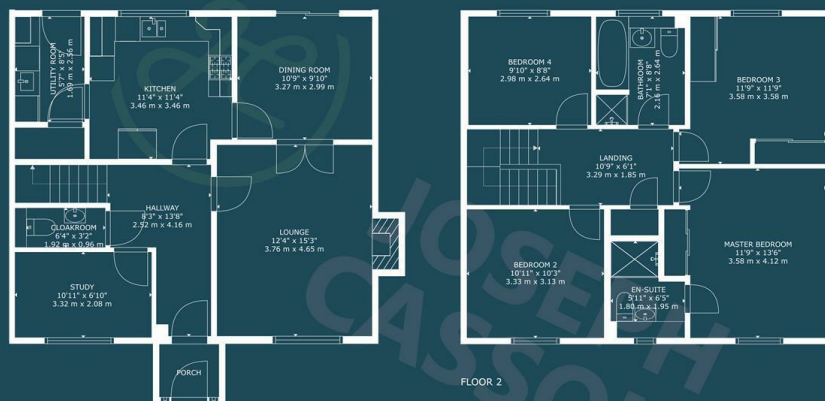 UTILITY ROOM
5'7" x 8'5"
KITCHEN
11'4" x 11'4"
3.46 m x 3.46 m
DINING ROOM
10'9" x 9'10"
3.27 m x 2.99 m
HALLWAY
8'3" x 13'8"
2.52 m x 4.16 m
LOUNGE
12'4" x 15'3"
3.76 m x 4.65 m
CLOAKROOM
6'4" x 3'2"
1.92 m x 0.96 m
STUDY
10'11" x 6'10"
3.32 m x 2.08 m
PORCH
BEDROOM 4
9'10" x 8'8"
2.98 m x 2.64 m
BATHROOM
7'1" x 8'8"
2.16 m x 2.64 m
BEDROOM 3
11'9" x 11'9"
3.58 m x 3.58 m
LANDING
10'9" x 6'1"
3.29 m x 1.85 m
BEDROOM 2
10'11" x 10'3"
3.33 m x 3.13 m
EN-SUITE
5'11" x 6'5"
1.80 m x 1.95 m
MASTER BEDROOM
11'9" x 13'6"
3.58 m x 4.12 m
FLOOR 2
JOSEPH